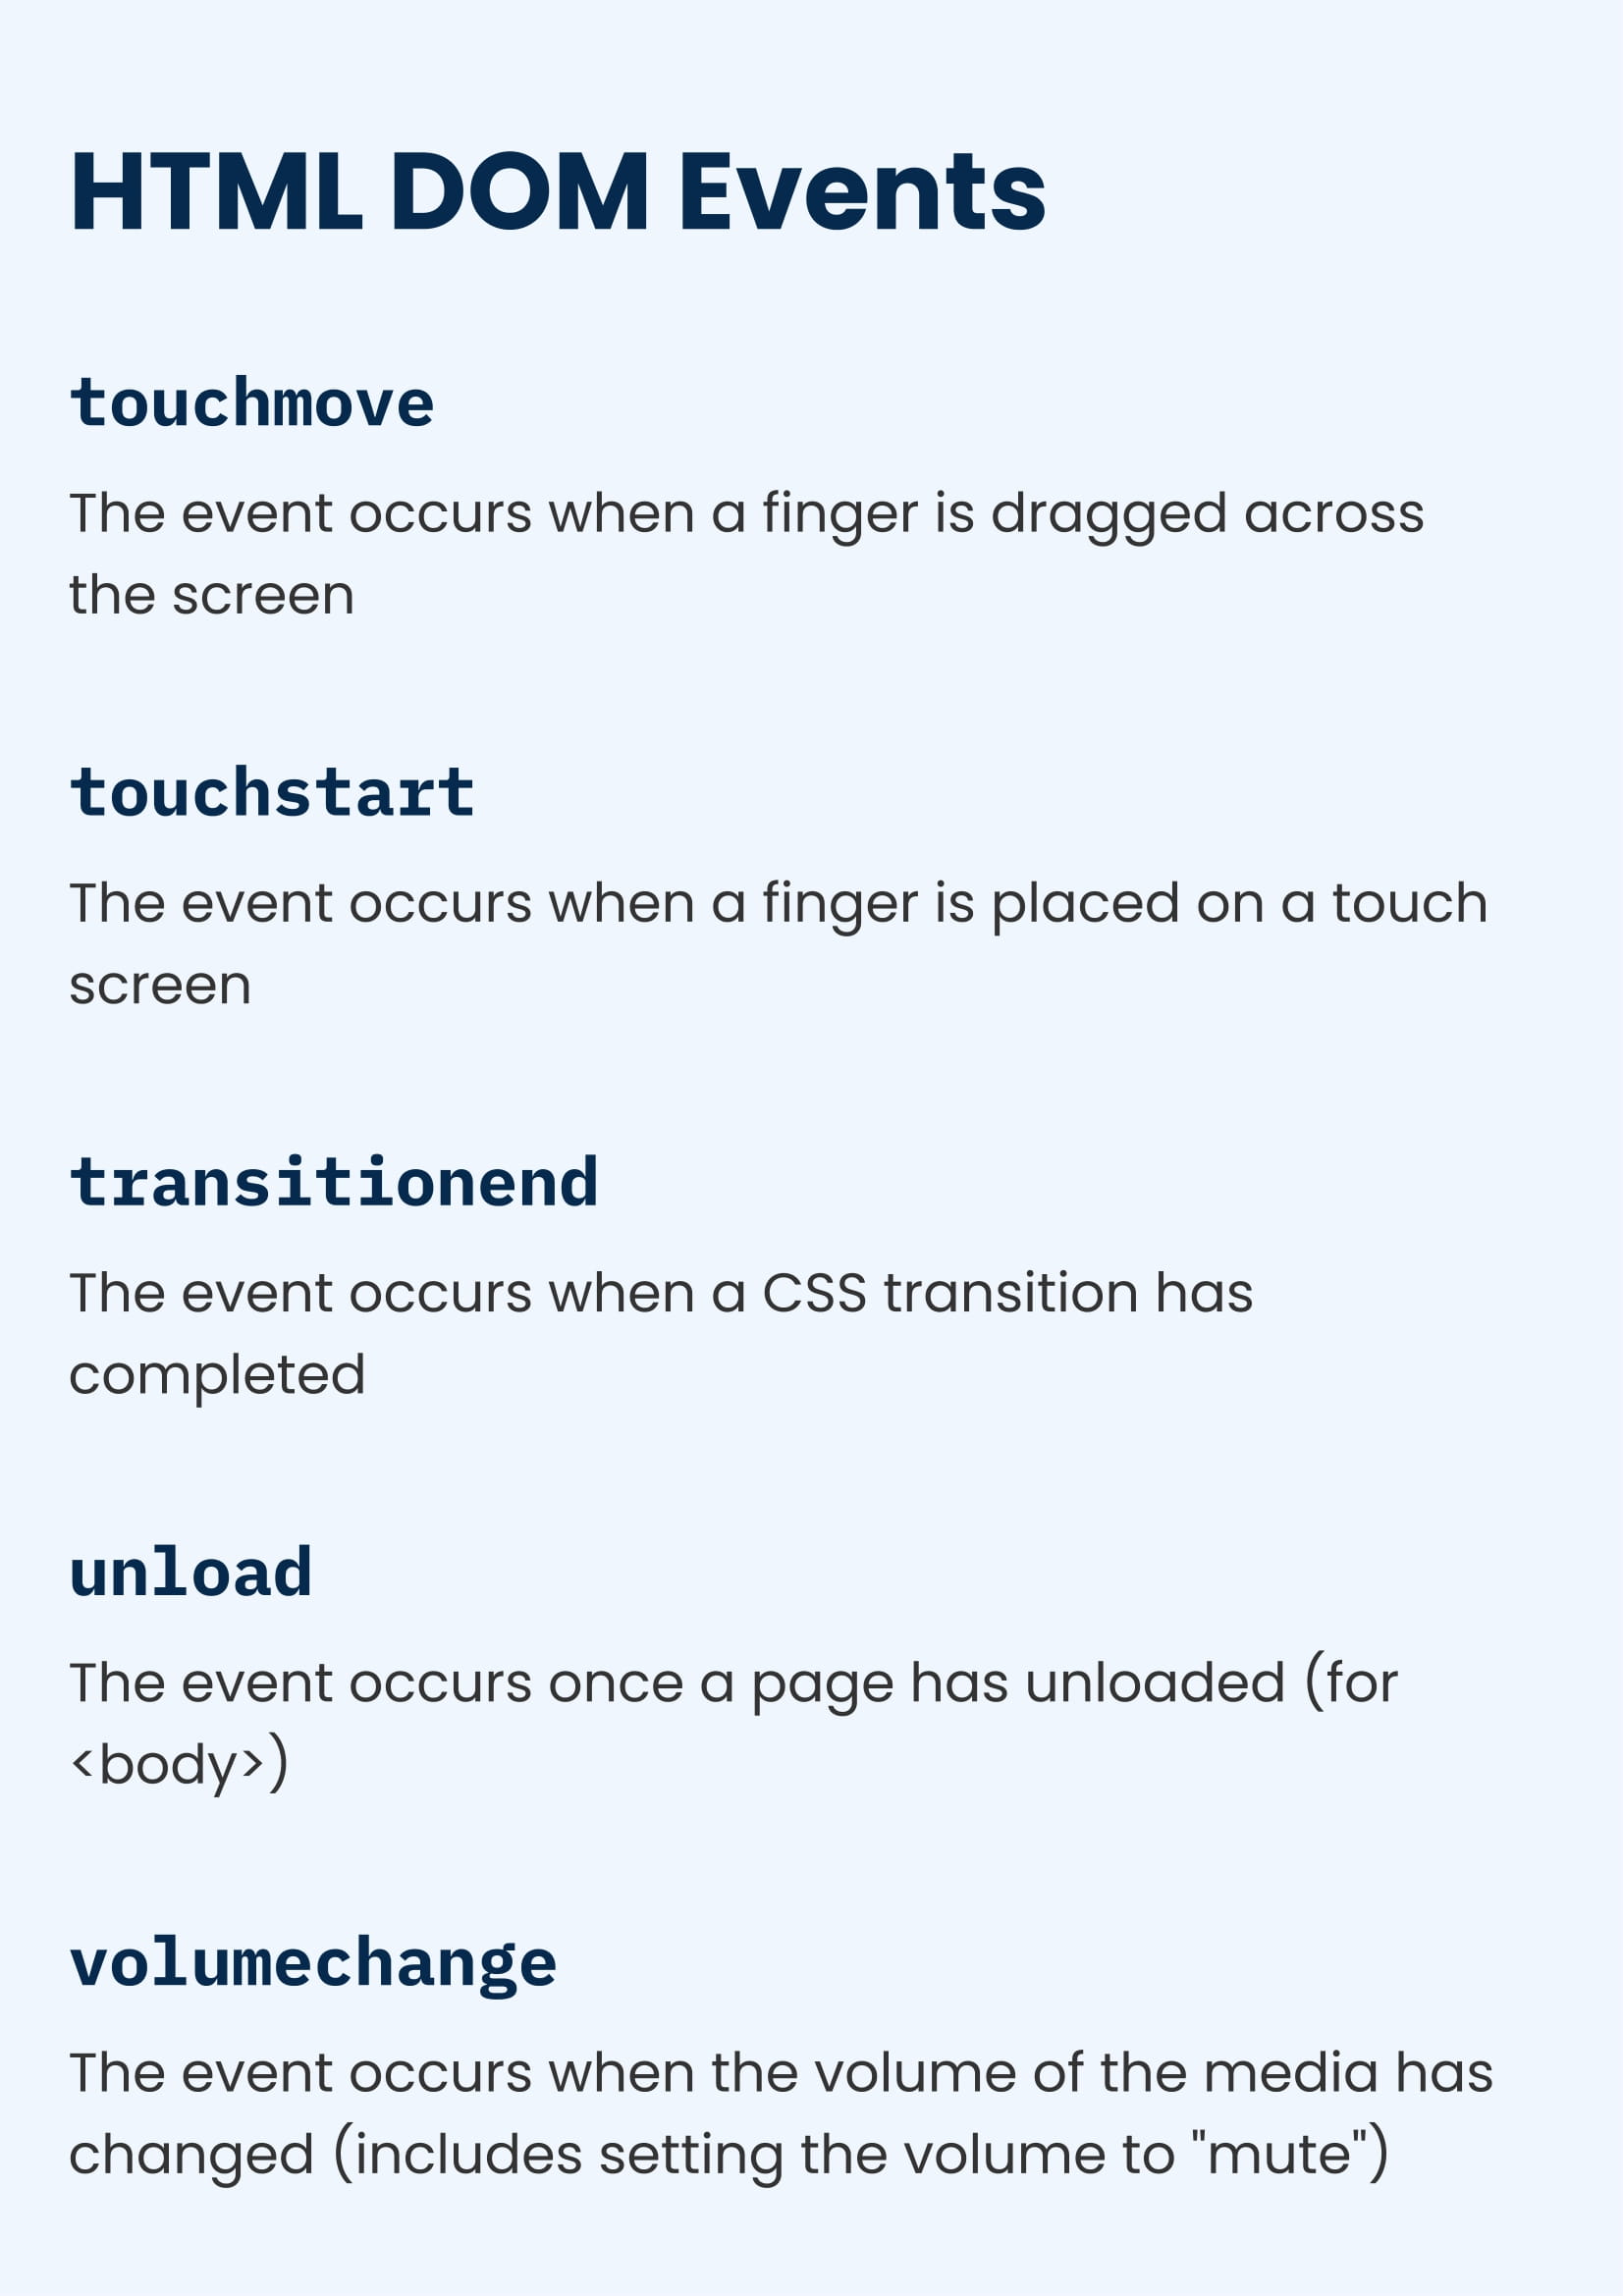 HTML DOM Events
touchmove
The event occurs when a finger is dragged across
the screen
touchstart
The event occurs when a finger is placed on a touch
screen
transitionend
The event occurs when a CSS transition has
completed
unload
The event occurs once a page has unloaded (for
<body>)
volumechange
The event occurs when the volume of the media has
changed (includes setting the volume to "mute")